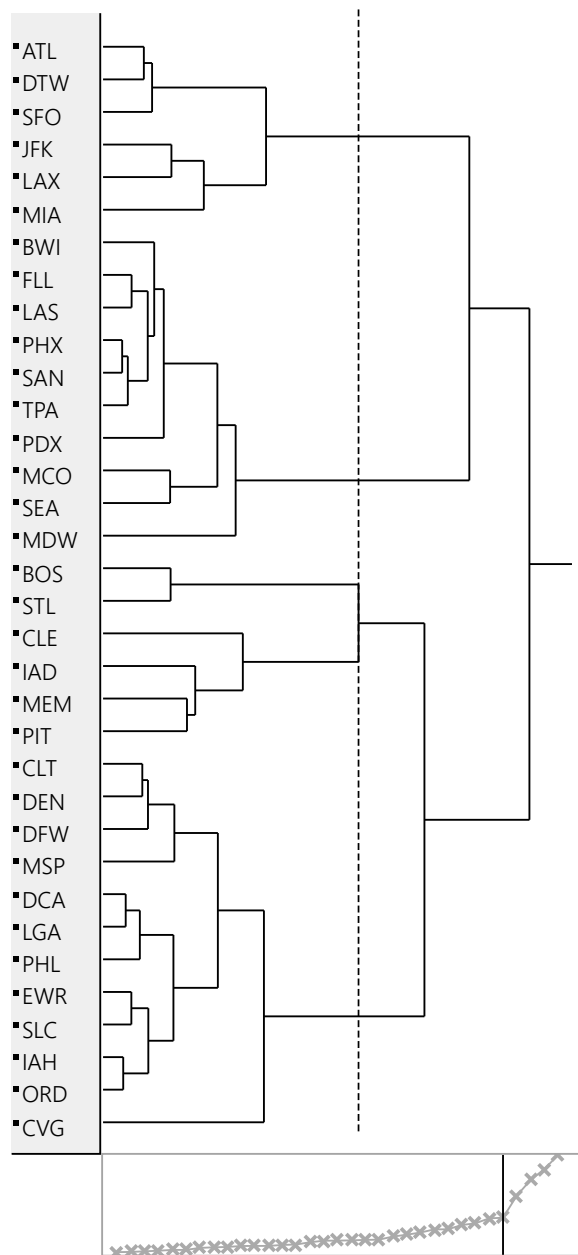 ATL
DTW
SFO
JFK
LAX
MIA
BWI
FLL
LAS
PHX
SAN
TPA
PDX
MCO
SEA
MDW
BOS
STL
CLE
IAD
MEM
PIT
CLT
DEN
DFW
MSP
DCA
LGA
PHL
EWR
SLC
IAH
ORD
CVG